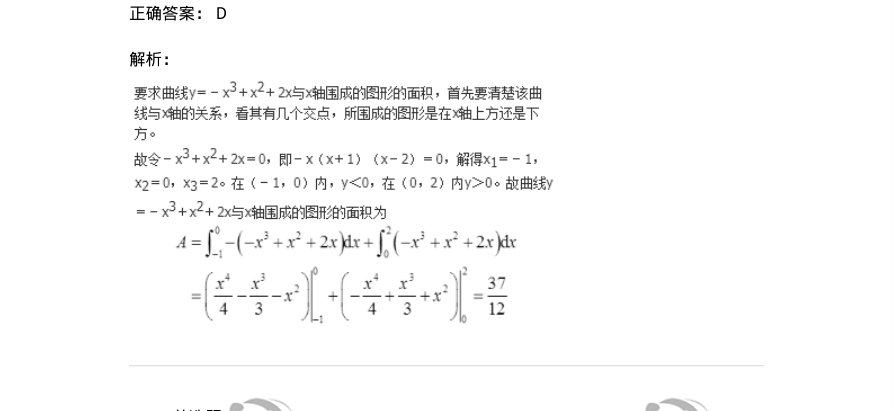 正确答案： D
解析：
要求曲线y=－x³+x²+2x与x轴围成的图形的面积，首先要清楚该曲
线与x轴的关系，看其有几个交点，所围成的图形是在x轴上方还是下
方。
故令－x³+x²+2x=0，即－x（x+1）（x－2）=0，解得x₁=－1，
x₂=0，x₃=2。在（－1，0）内，y＜0，在（0，2）内y＞0。故曲线y
=－x³+x²+2x与x轴围成的图形的面积为
A = ∫₋₁⁰ −(−x³ + x² + 2x)dx + ∫₀²(−x³ + x² + 2x)dx
= (x⁴/4 − x³/3 − x²)|₋₁⁰ + (−x⁴/4 + x³/3 + x²)|₀² = 37/12